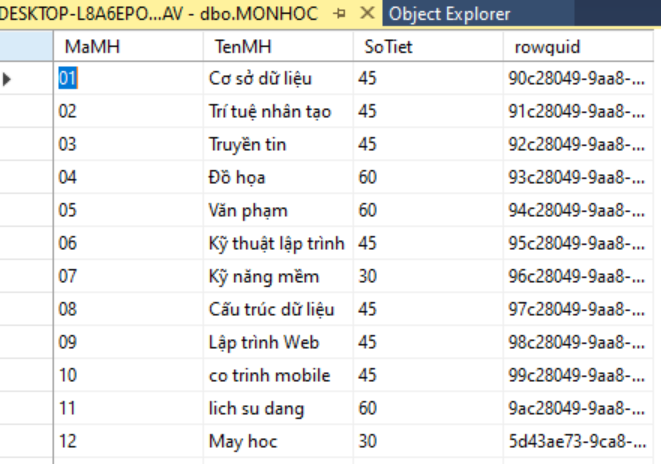 DESKTOP-L8A6EPO...AV - dbo.MONHOC Object Explorer
MaMH TenMH SoTiet rowguid
01 Cơ sở dữ liệu 45 90c28049-9aa8-...
02 Trí tuệ nhân tạo 45 91c28049-9aa8-...
03 Truyền tin 45 92c28049-9aa8-...
04 Đồ họa 60 93c28049-9aa8-...
05 Văn phạm 60 94c28049-9aa8-...
06 Kỹ thuật lập trình 45 95c28049-9aa8-...
07 Kỹ năng mềm 30 96c28049-9aa8-...
08 Cấu trúc dữ liệu 45 97c28049-9aa8-...
09 Lập trình Web 45 98c28049-9aa8-...
10 co trinh mobile 45 99c28049-9aa8-...
11 lich su dang 60 9ac28049-9aa8-...
12 May hoc 30 5d43ae73-9ca8-...